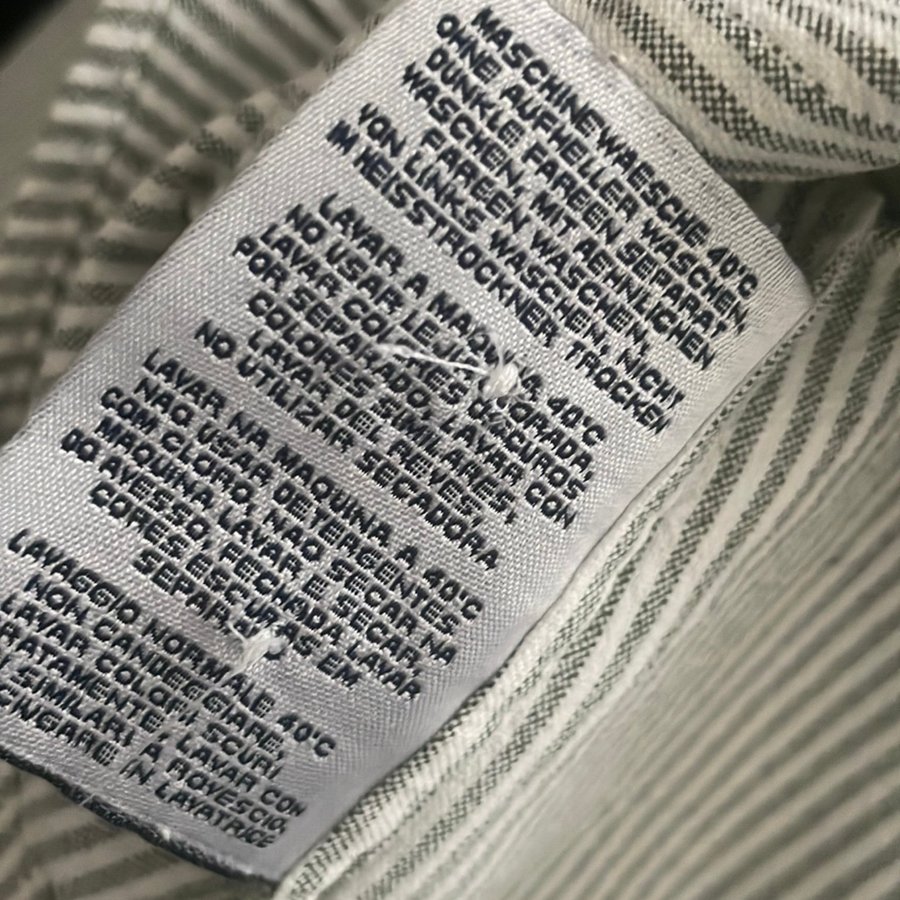 MASCHINEWAESCHE 40°C
OHNE AUFHELLER WASCHEN,
DUNKLE FARBEN SEPARAT
WASCHEN, MIT AEHNLICHEN
FARBEN WASCHEN,
VON LINKS WASCHEN, NICHT
IM HEISSTROCKNER TROCKEN
LAVAR A MAQUINA 40°C
NO USAR
LAVAR COLORES OSCUROS
POR SEPARADO, LAVAR CON
COLORES SIMILARES,
LAVAR DEL REVES,
NO UTILIZAR SECADORA
LAVAR NA MAQUINA A 40°C
NAO USAR DETERGENTES
COM NAO SECAR NA
MAQUINA, LAVAR E SECAR,
DO AVESSO, FECHADA, LAVAR
CORES ESCURAS EM
LAVAGGIO NORMALE 40°C
NON CANDEGGIARE,
LAVAR COLORI SCURI
LAVAR CON
SIMILARI A ROVESCIO
IN LAVATRICE